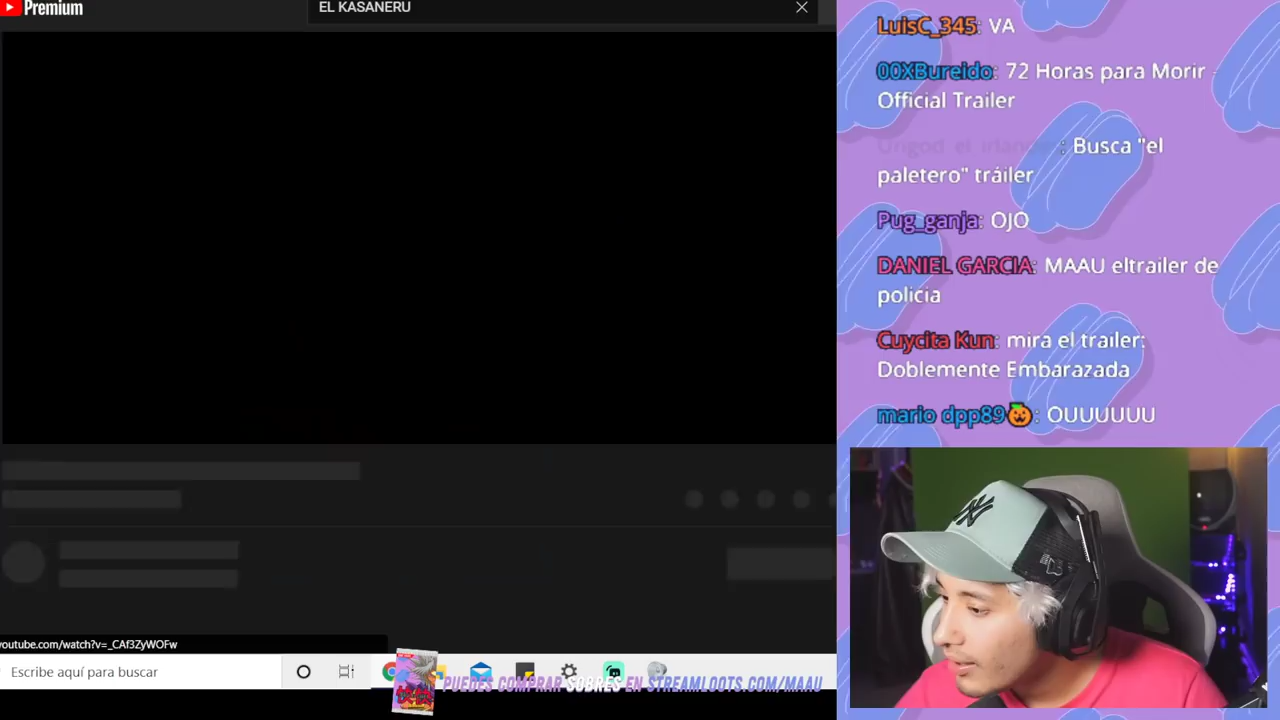 Premium
EL KASANERU
LuisC_345: VA
00XBureido: 72 Horas para Morir -
Official Trailer
: Busca "el
paletero" tráiler
Pug_ganja: OJO
DANIEL GARCIA: MAAU eltrailer de
policia
Cuycita Kun: mira el trailer:
Doblemente Embarazada
mario dpp89🎃: OUUUUUU
youtube.com/watch?v=_CAf3ZyWOFw
Escribe aquí para buscar
PUEDES COMPRAR SOBRES EN STREAMLOOTS.COM/MAAU
NY